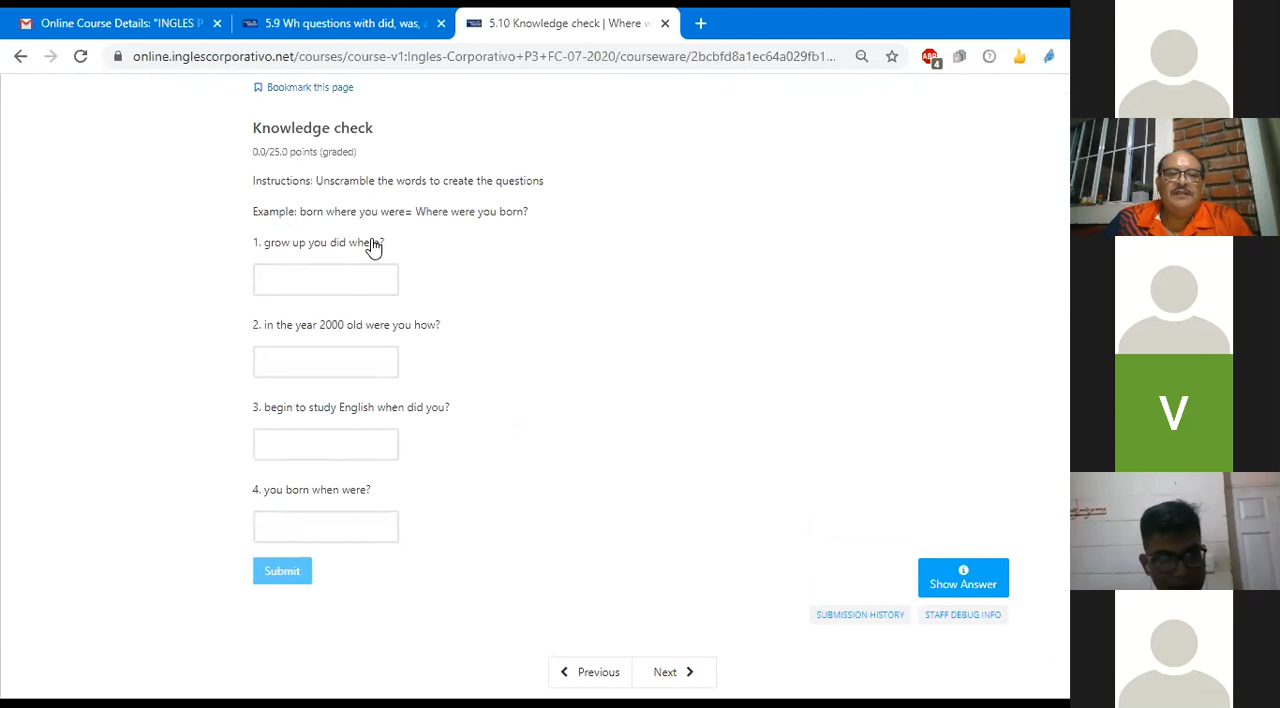 Online Course Details: "INGLES P
5.9 Wh questions with did, was,
5.10 Knowledge check | Where w
online.inglescorporativo.net/courses/course-v1:Ingles-Corporativo+P3+FC-07-2020/courseware/2bcbfd8a1ec64a029fb1...
ABP
4
Bookmark this page
Knowledge check
0.0/25.0 points (graded)
Instructions: Unscramble the words to create the questions
Example: born where you were= Where were you born?
1. grow up you did where?
2. in the year 2000 old were you how?
3. begin to study English when did you?
4. you born when were?
Submit
Show Answer
SUBMISSION HISTORY
STAFF DEBUG INFO
Previous
Next
V